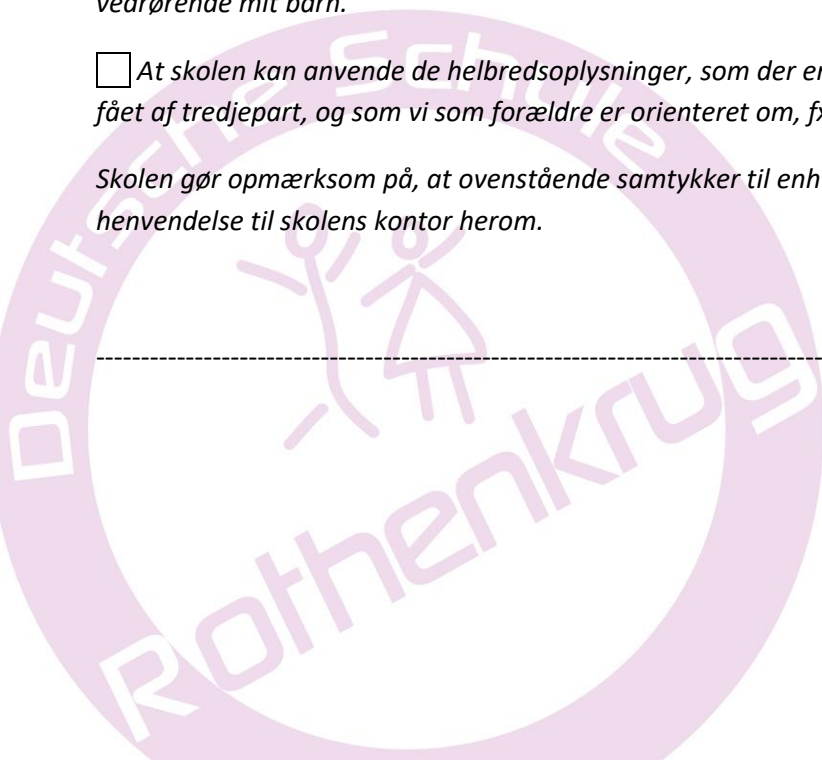 vedrørende mit barn.
At skolen kan anvende de helbredsoplysninger, som der er
fået af tredjepart, og som vi som forældre er orienteret om, fx
Skolen gør opmærksom på, at ovenstående samtykker til enh
henvendelse til skolens kontor herom.
Deutsche Schule
Rothenkrug